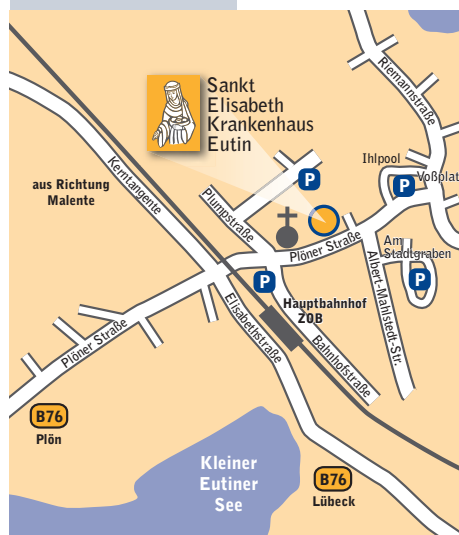 Sankt
Elisabeth
Krankenhaus
Eutin
Riemannstraße
Ihlpool
Voßplat
P
P
aus Richtung
Malente
Kerntangente
Plumpstraße
Plöner Straße
Am
Stadtgraben
P
P
Albert-Mahlstedt-Str.
Hauptbahnhof
ZOB
Elisabethstraße
Bahnhofstraße
Plöner Straße
B76
Plön
Kleiner
Eutiner
See
B76
Lübeck